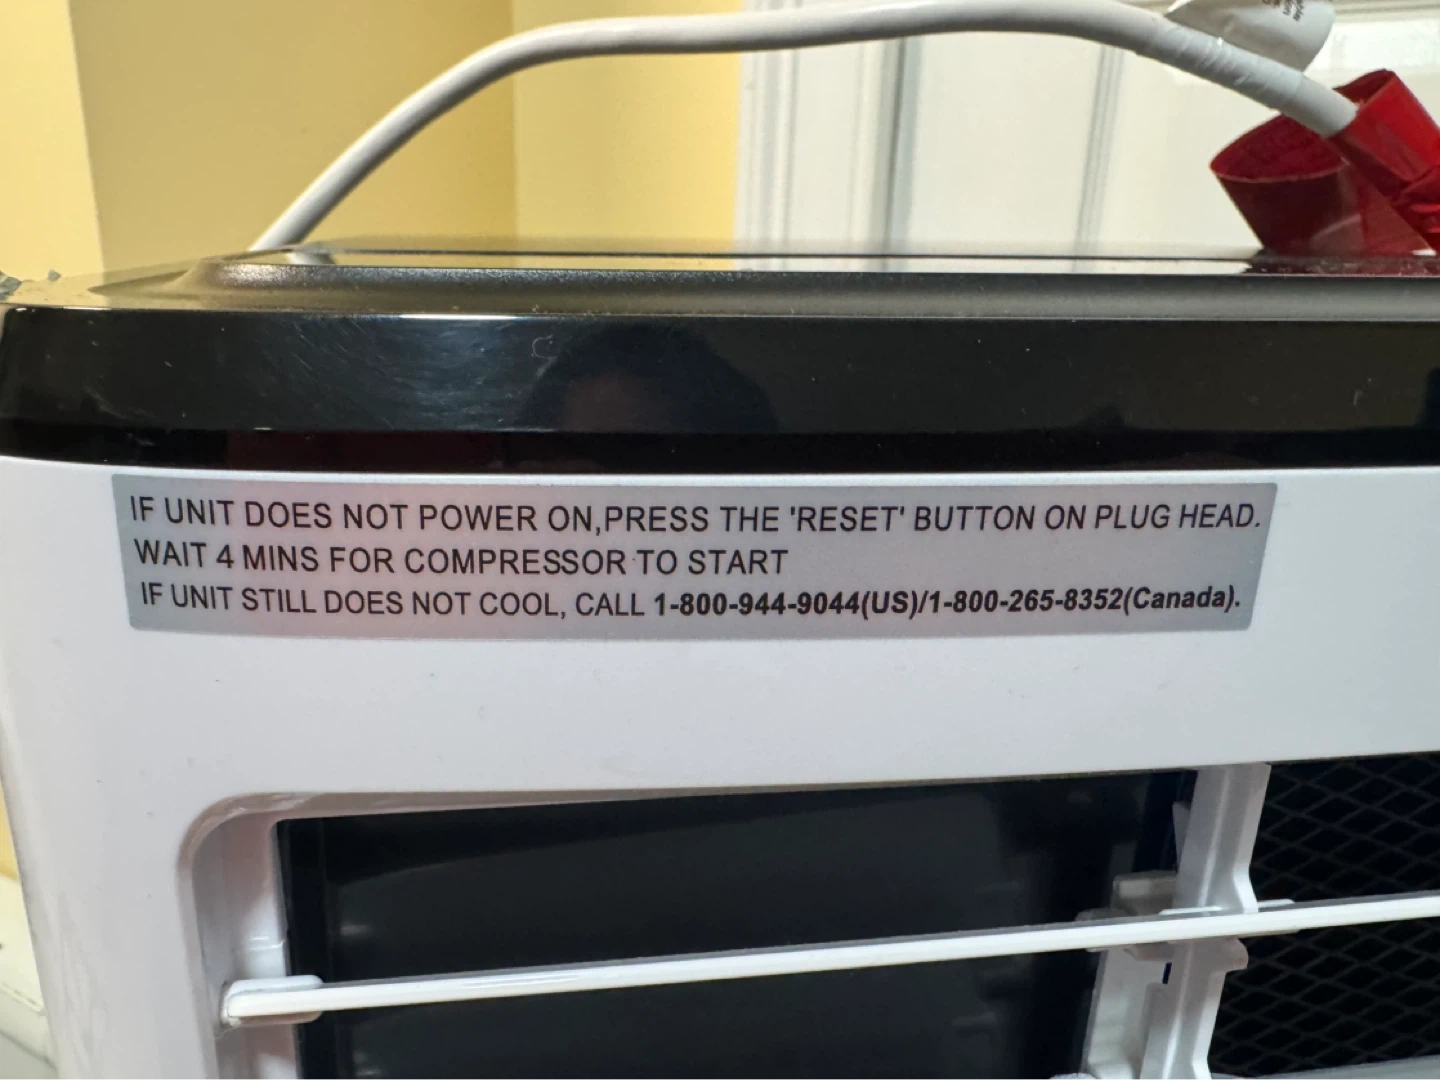 IF UNIT DOES NOT POWER ON,PRESS THE 'RESET' BUTTON ON PLUG HEAD.
WAIT 4 MINS FOR COMPRESSOR TO START
IF UNIT STILL DOES NOT COOL, CALL 1-800-944-9044(US)/1-800-265-8352(Canada).